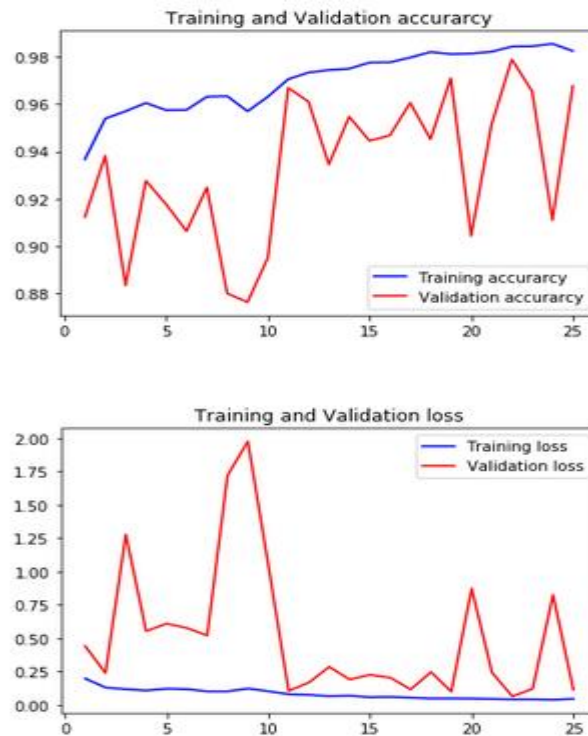 Training and Validation accurarcy
0.98
0.96
0.94
0.92
0.90
0.88
Training accurarcy
Validation accurarcy
0 5 10 15 20 25
Training and Validation loss
2.00
1.75
1.50
1.25
1.00
0.75
0.50
0.25
0.00
Training loss
Validation loss
0 5 10 15 20 25